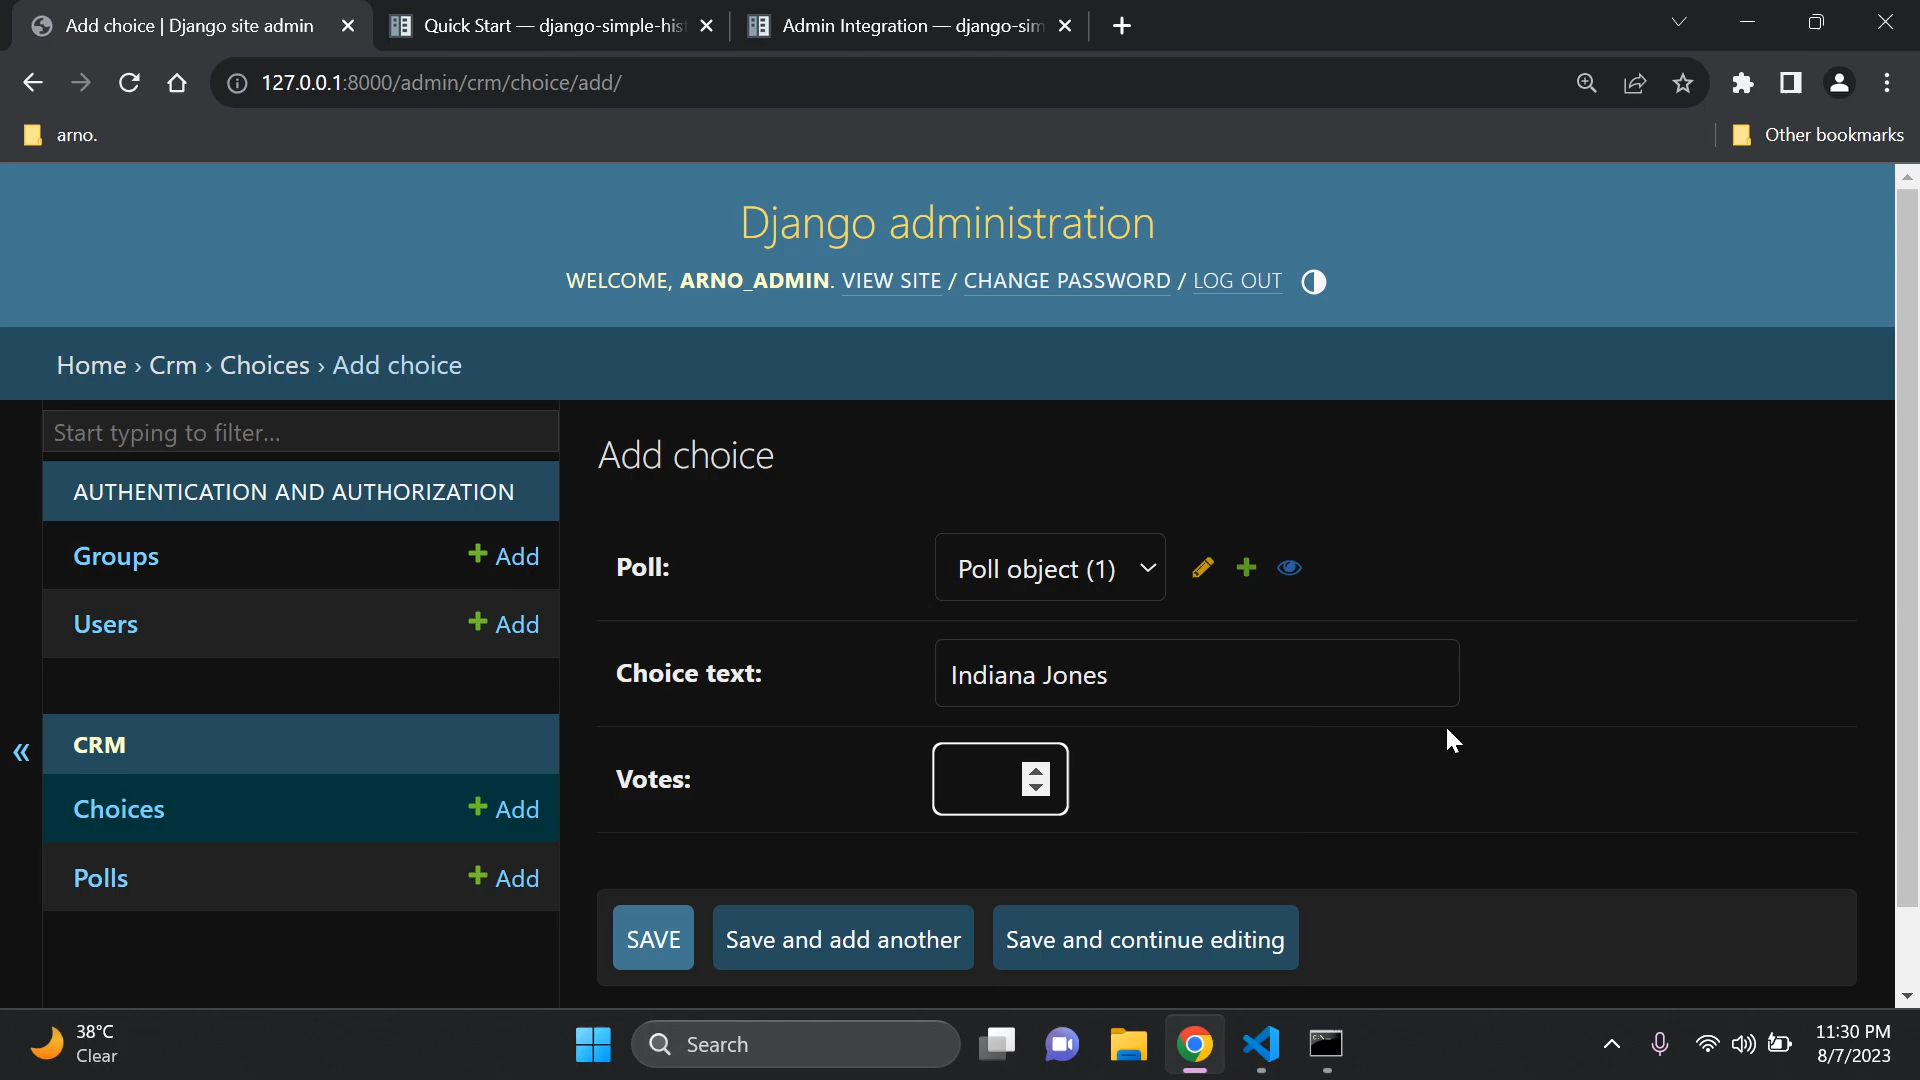 Add choice | Django site admin
Quick Start — django-simple-his
Admin Integration — django-sim
127.0.0.1:8000/admin/crm/choice/add/
arno.
Other bookmarks
Django administration
WELCOME, ARNO_ADMIN. VIEW SITE / CHANGE PASSWORD / LOG OUT
Home › Crm › Choices › Add choice
Start typing to filter...
AUTHENTICATION AND AUTHORIZATION
Groups + Add
Users + Add
CRM
«
Choices + Add
Polls + Add
Add choice
Poll: Poll object (1)
Choice text: Indiana Jones
Votes:
SAVE Save and add another Save and continue editing
38°C
Clear
Search
11:30 PM
8/7/2023